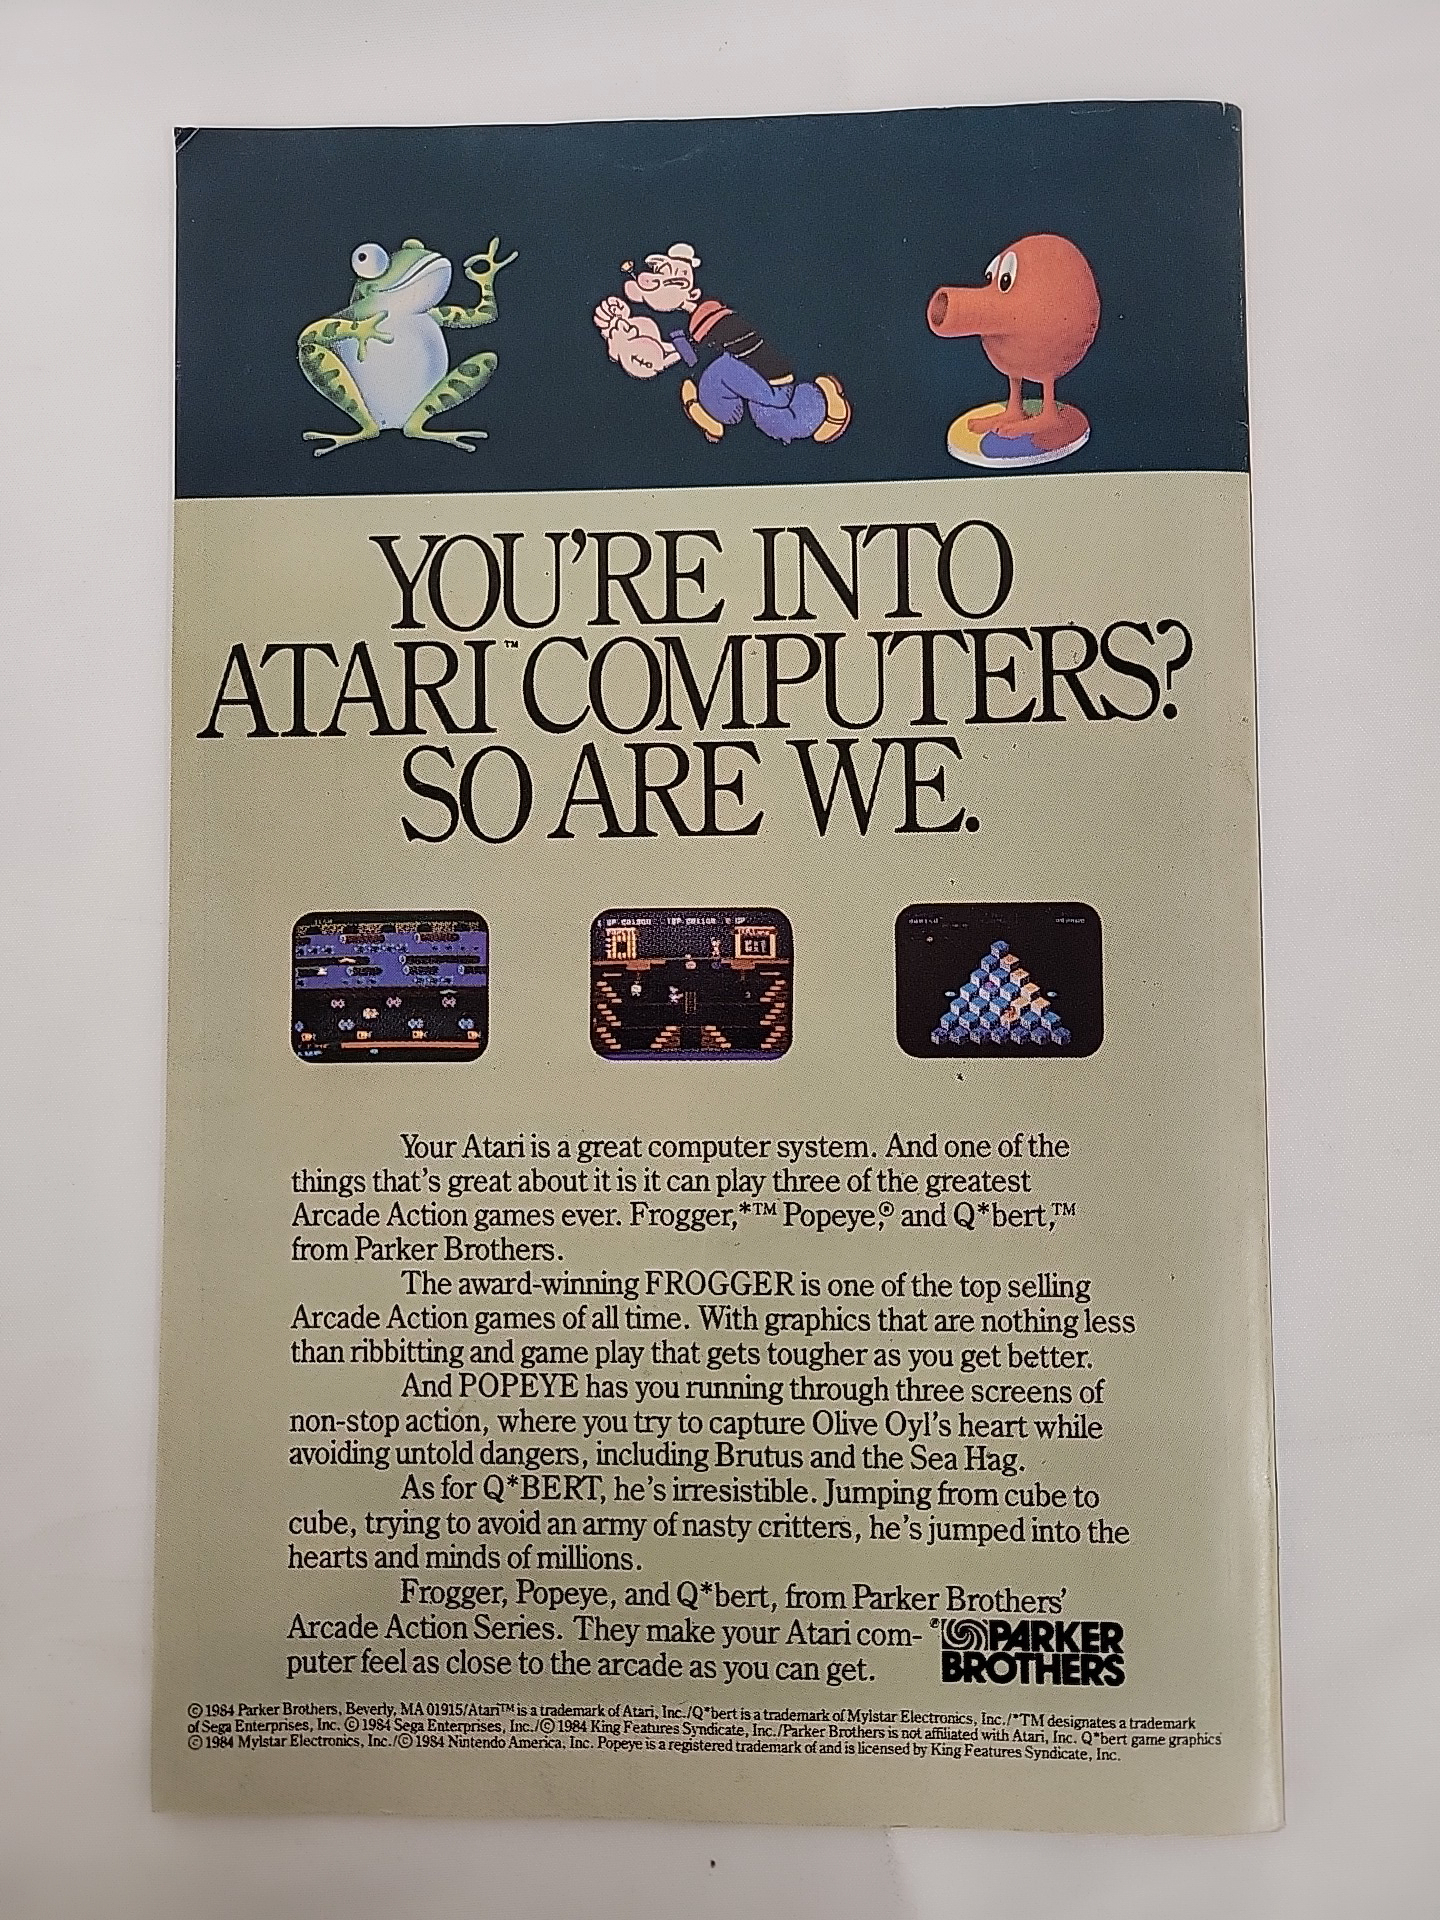 YOU'RE INTO
ATARI™ COMPUTERS?
SO ARE WE.
Your Atari is a great computer system. And one of the
things that's great about it is it can play three of the greatest
Arcade Action games ever. Frogger,*™ Popeye,® and Q*bert,™
from Parker Brothers.
The award-winning FROGGER is one of the top selling
Arcade Action games of all time. With graphics that are nothing less
than ribbitting and game play that gets tougher as you get better.
And POPEYE has you running through three screens of
non-stop action, where you try to capture Olive Oyl's heart while
avoiding untold dangers, including Brutus and the Sea Hag.
As for Q*BERT, he's irresistible. Jumping from cube to
cube, trying to avoid an army of nasty critters, he's jumped into the
hearts and minds of millions.
Frogger, Popeye, and Q*bert, from Parker Brothers'
Arcade Action Series. They make your Atari com-
puter feel as close to the arcade as you can get.
PARKER
BROTHERS
© 1984 Parker Brothers, Beverly, MA 01915/Atari™ is a trademark of Atari, Inc./Q*bert is a trademark of Mylstar Electronics, Inc./*TM designates a trademark
of Sega Enterprises, Inc. © 1984 Sega Enterprises, Inc./© 1984 King Features Syndicate, Inc./Parker Brothers is not affiliated with Atari, Inc. Q*bert game graphics
© 1984 Mylstar Electronics, Inc./© 1984 Nintendo America, Inc. Popeye is a registered trademark of and is licensed by King Features Syndicate, Inc.